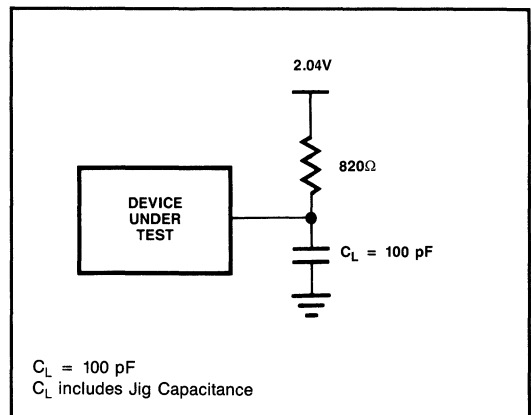 2.04V
820Ω
DEVICE
UNDER
TEST
C_L = 100 pF
C_L = 100 pF
C_L includes Jig Capacitance